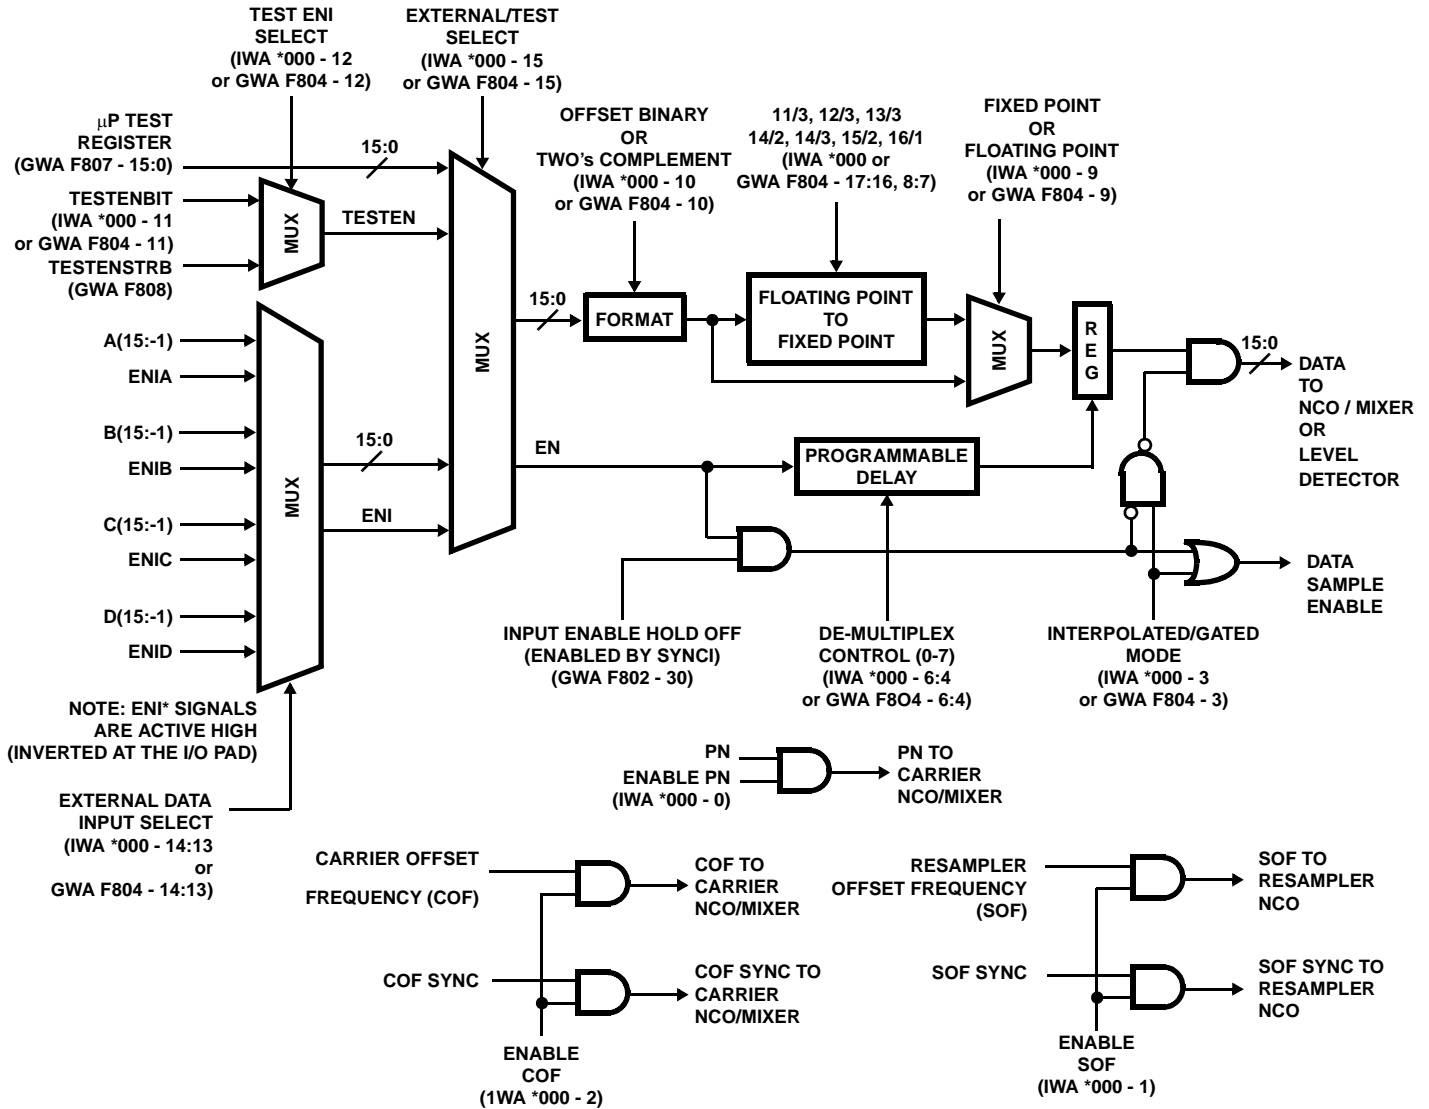 TEST ENI
SELECT
(IWA *000 - 12
or GWA F804 - 12)
EXTERNAL/TEST
SELECT
(IWA *000 - 15
or GWA F804 - 15)
µP TEST
REGISTER
(GWA F807 - 15:0)
15:0
TESTENBIT
(IWA *000 - 11
or GWA F804 - 11)
TESTENSTRB
(GWA F808)
MUX
TESTEN
OFFSET BINARY
OR
TWO's COMPLEMENT
(IWA *000 - 10
or GWA F804 - 10)
11/3, 12/3, 13/3
14/2, 14/3, 15/2, 16/1
(IWA *000 or
GWA F804 - 17:16, 8:7)
FIXED POINT
OR
FLOATING POINT
(IWA *000 - 9
or GWA F804 - 9)
A(15:-1)
ENIA
B(15:-1)
ENIB
C(15:-1)
ENIC
D(15:-1)
ENID
MUX
15:0
ENI
MUX
15:0
FORMAT
FLOATING POINT
TO
FIXED POINT
MUX
R
E
G
15:0
DATA
TO
NCO / MIXER
OR
LEVEL
DETECTOR
EN
PROGRAMMABLE
DELAY
DATA
SAMPLE
ENABLE
INPUT ENABLE HOLD OFF
(ENABLED BY SYNCI)
(GWA F802 - 30)
DE-MULTIPLEX
CONTROL (0-7)
(IWA *000 - 6:4
or GWA F8O4 - 6:4)
INTERPOLATED/GATED
MODE
(IWA *000 - 3
or GWA F804 - 3)
NOTE: ENI* SIGNALS
ARE ACTIVE HIGH
(INVERTED AT THE I/O PAD)
EXTERNAL DATA
INPUT SELECT
(IWA *000 - 14:13
or
GWA F804 - 14:13)
PN
ENABLE PN
(IWA *000 - 0)
PN TO
CARRIER
NCO/MIXER
CARRIER OFFSET
FREQUENCY (COF)
COF TO
CARRIER
NCO/MIXER
COF SYNC
COF SYNC TO
CARRIER
NCO/MIXER
ENABLE
COF
(1WA *000 - 2)
RESAMPLER
OFFSET FREQUENCY
(SOF)
SOF TO
RESAMPLER
NCO
SOF SYNC
SOF SYNC TO
RESAMPLER
NCO
ENABLE
SOF
(IWA *000 - 1)